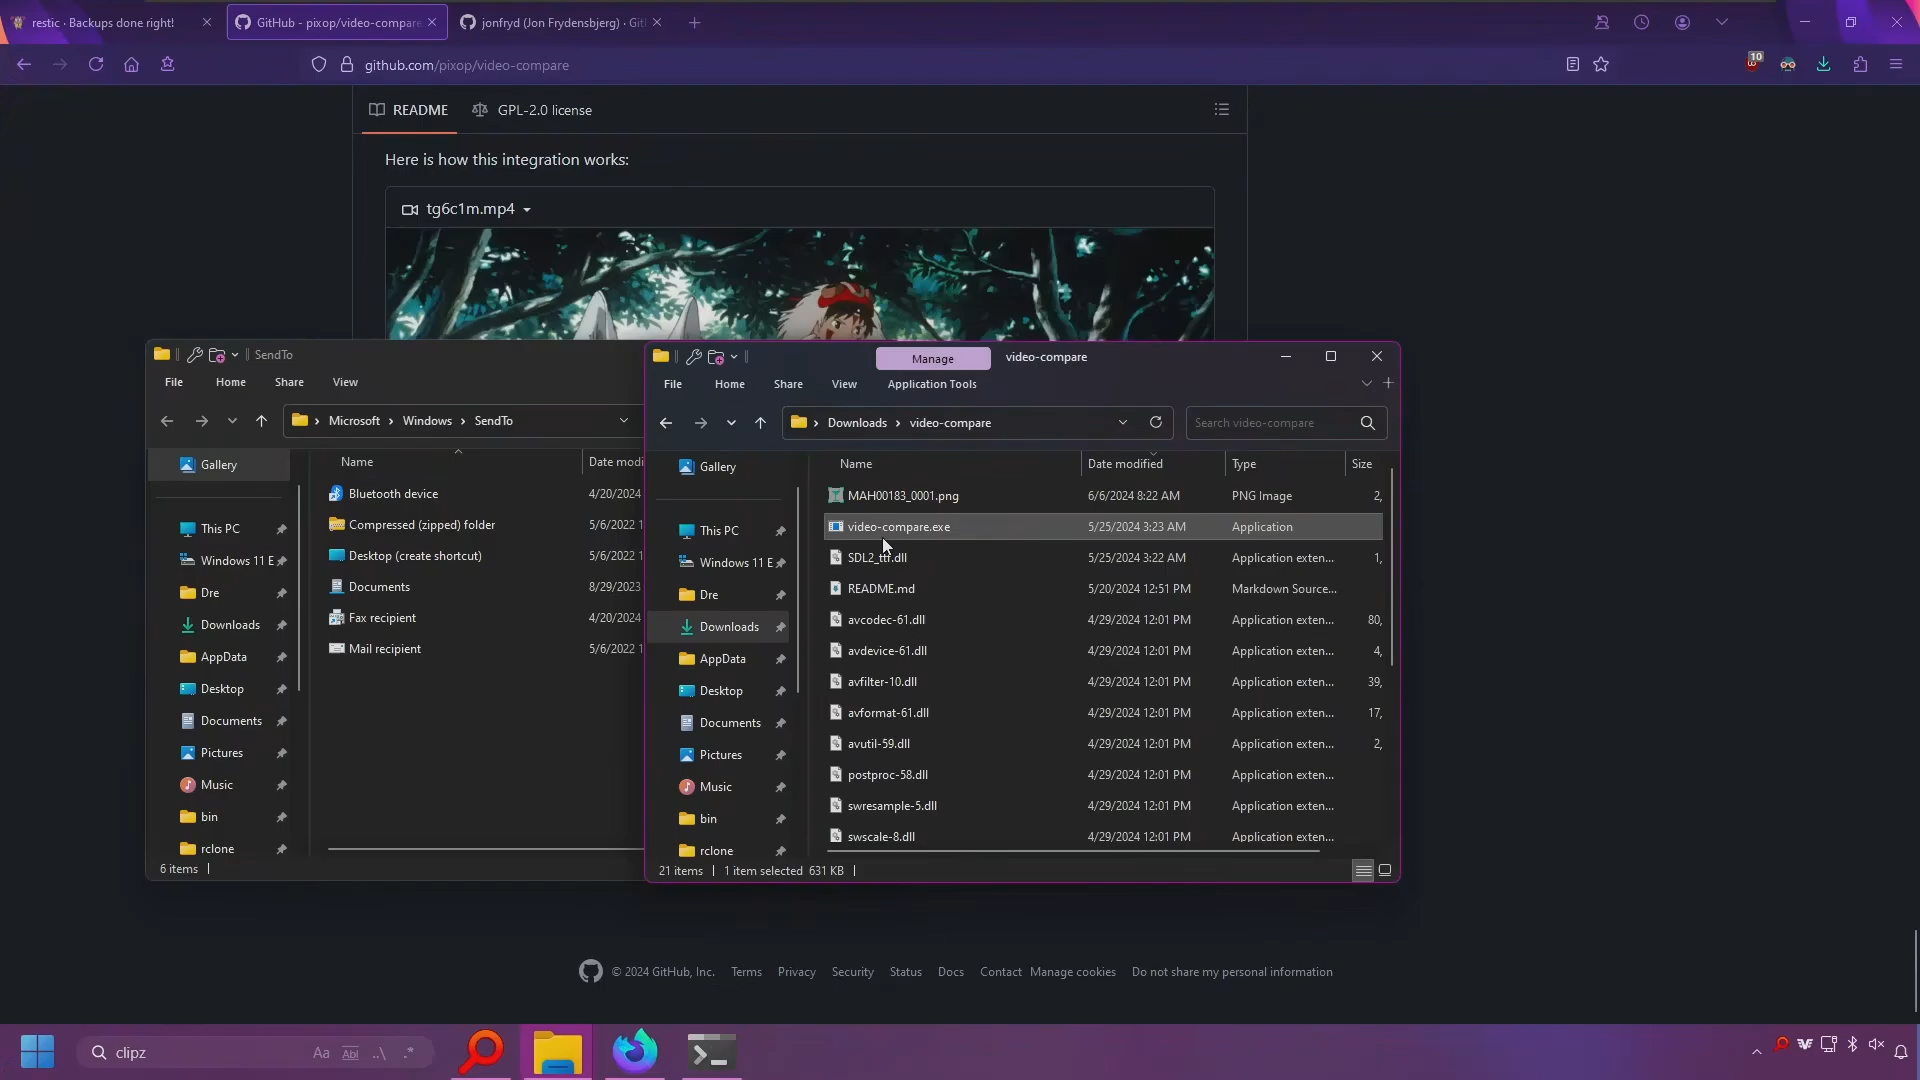 restic · Backups done right!
GitHub - pixop/video-compare
jonfryd (Jon Frydensbjerg) · Git
github.com/pixop/video-compare
10
README
GPL-2.0 license
Here is how this integration works:
tg6c1m.mp4
SendTo
File Home Share View
Microsoft › Windows › SendTo
Name
Date modi
Gallery
This PC
Windows 11 E
Dre
Downloads
AppData
Desktop
Documents
Pictures
Music
bin
rclone
Bluetooth device 4/20/2024
Compressed (zipped) folder 5/6/2022 1
Desktop (create shortcut) 5/6/2022 1
Documents 8/29/2023
Fax recipient 4/20/2024
Mail recipient 5/6/2022 1
6 items
Manage
video-compare
File Home Share View Application Tools
Downloads › video-compare
Search video-compare
Name Date modified Type Size
Gallery
This PC
Windows 11 E
Dre
Downloads
AppData
Desktop
Documents
Pictures
Music
bin
rclone
MAH00183_0001.png 6/6/2024 8:22 AM PNG Image 2,
video-compare.exe 5/25/2024 3:23 AM Application
SDL2_ttf.dll 5/25/2024 3:22 AM Application exten... 1,
README.md 5/20/2024 12:51 PM Markdown Source...
avcodec-61.dll 4/29/2024 12:01 PM Application exten... 80,
avdevice-61.dll 4/29/2024 12:01 PM Application exten... 4,
avfilter-10.dll 4/29/2024 12:01 PM Application exten... 39,
avformat-61.dll 4/29/2024 12:01 PM Application exten... 17,
avutil-59.dll 4/29/2024 12:01 PM Application exten... 2,
postproc-58.dll 4/29/2024 12:01 PM Application exten...
swresample-5.dll 4/29/2024 12:01 PM Application exten...
swscale-8.dll 4/29/2024 12:01 PM Application exten...
21 items 1 item selected 631 KB
© 2024 GitHub, Inc. Terms Privacy Security Status Docs Contact Manage cookies Do not share my personal information
clipz
Aa Ab| ..\ .*